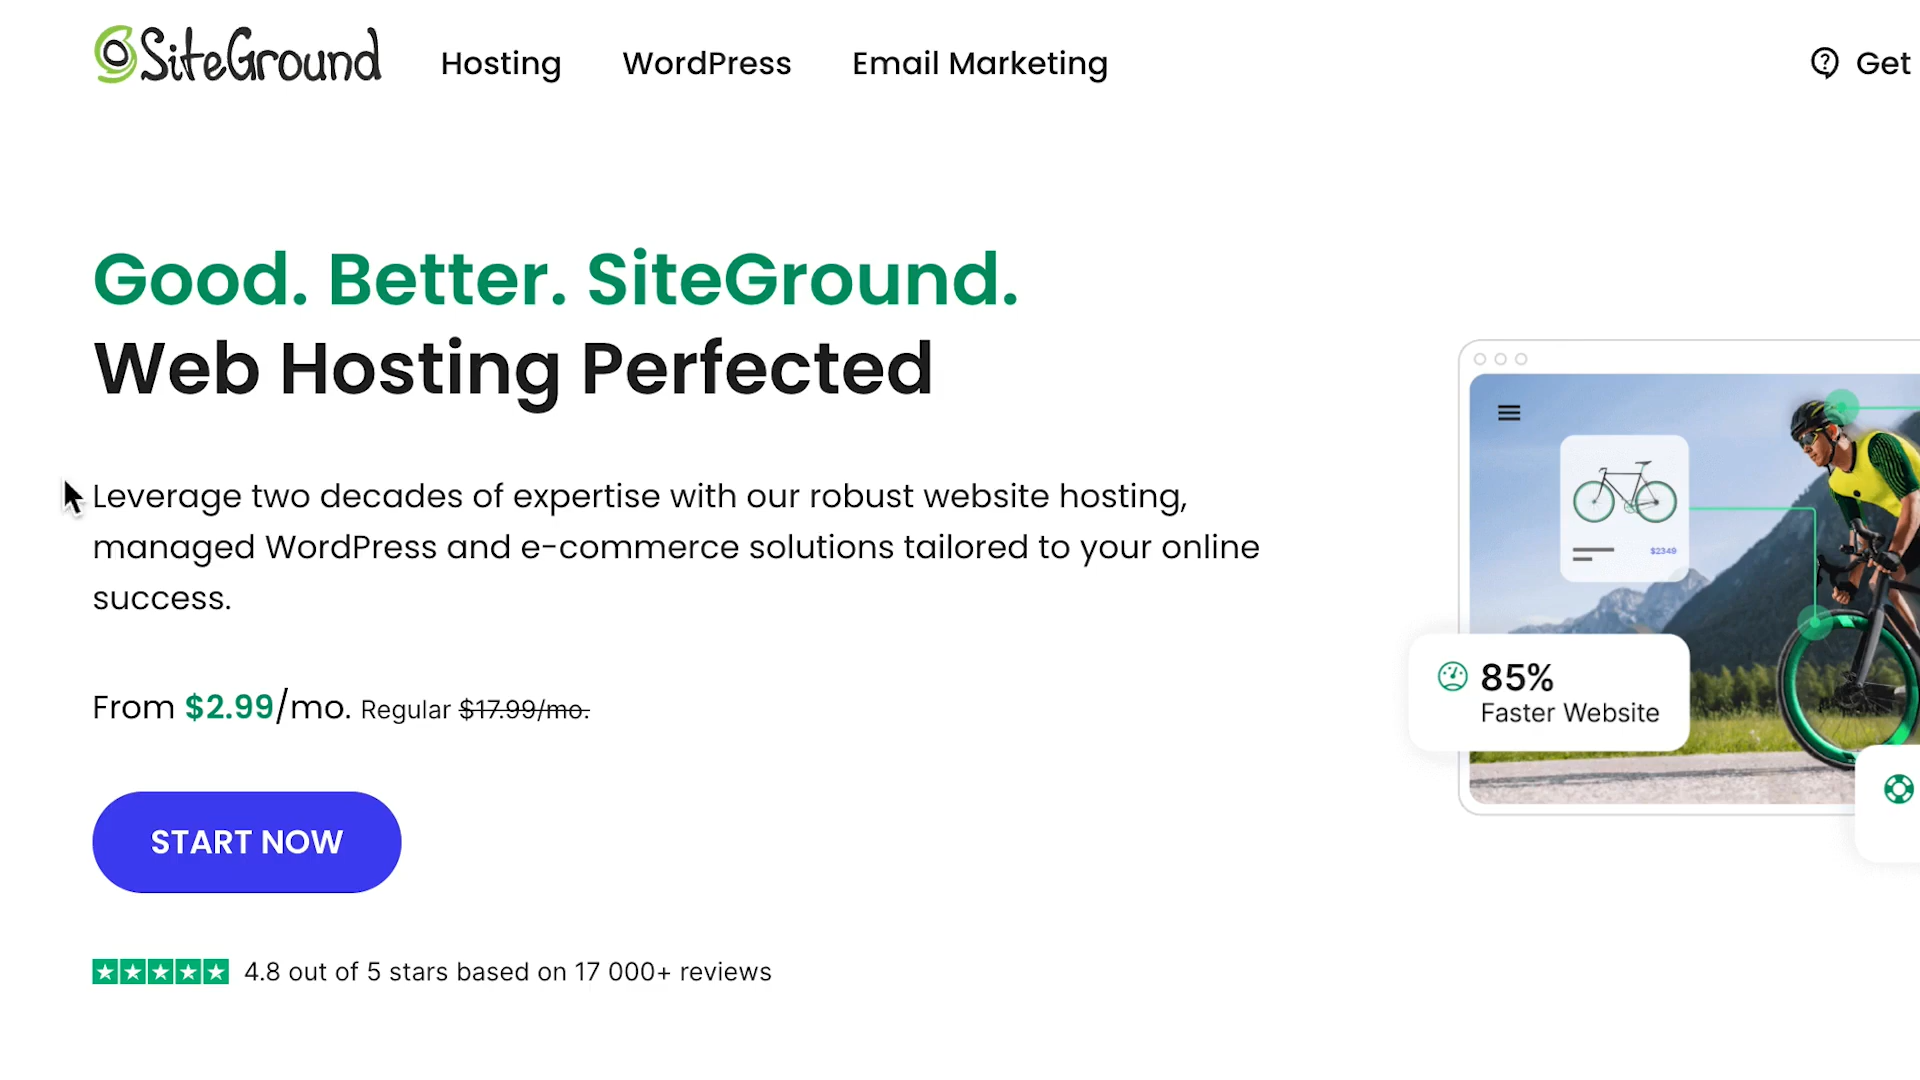 SiteGround
Hosting
WordPress
Email Marketing
Get
Good. Better. SiteGround.
Web Hosting Perfected
Leverage two decades of expertise with our robust website hosting,
managed WordPress and e-commerce solutions tailored to your online
success.
From $2.99/mo. Regular $17.99/mo.
START NOW
4.8 out of 5 stars based on 17 000+ reviews
$2349
85%
Faster Website